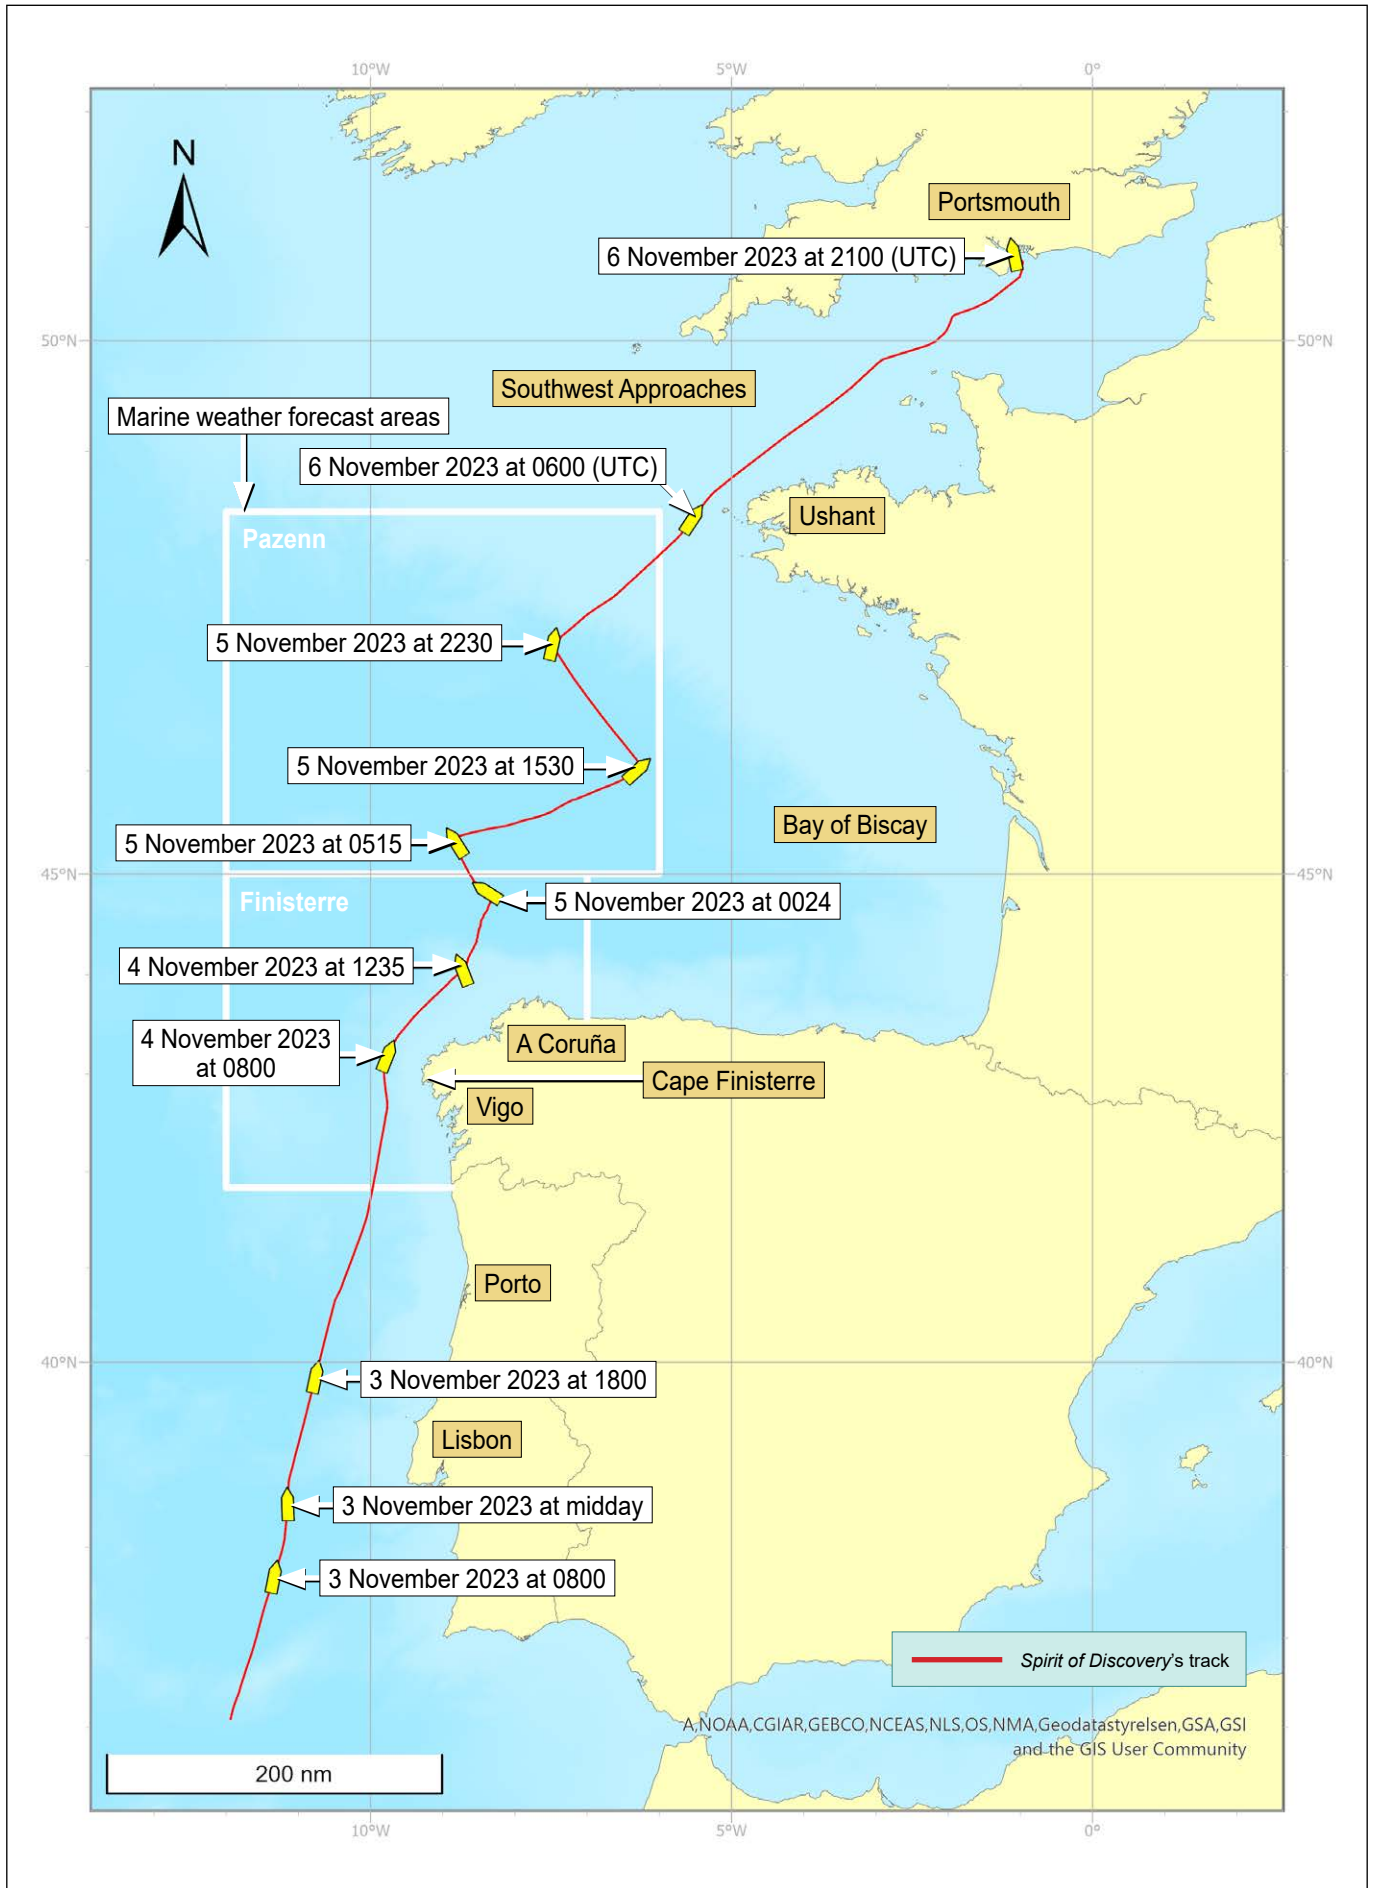 10°W
5°W
0°
N
Portsmouth
6 November 2023 at 2100 (UTC)
50°N
50°N
Southwest Approaches
Marine weather forecast areas
6 November 2023 at 0600 (UTC)
Ushant
Pazenn
5 November 2023 at 2230
5 November 2023 at 1530
Bay of Biscay
5 November 2023 at 0515
45°N
45°N
Finisterre
5 November 2023 at 0024
4 November 2023 at 1235
4 November 2023
at 0800
A Coruña
Cape Finisterre
Vigo
Porto
40°N
40°N
3 November 2023 at 1800
Lisbon
3 November 2023 at midday
3 November 2023 at 0800
Spirit of Discovery's track
A,NOAA,CGIAR,GEBCO,NCEAS,NLS,OS,NMA,Geodatastyrelsen,GSA,GSI
and the GIS User Community
200 nm
10°W
5°W
0°